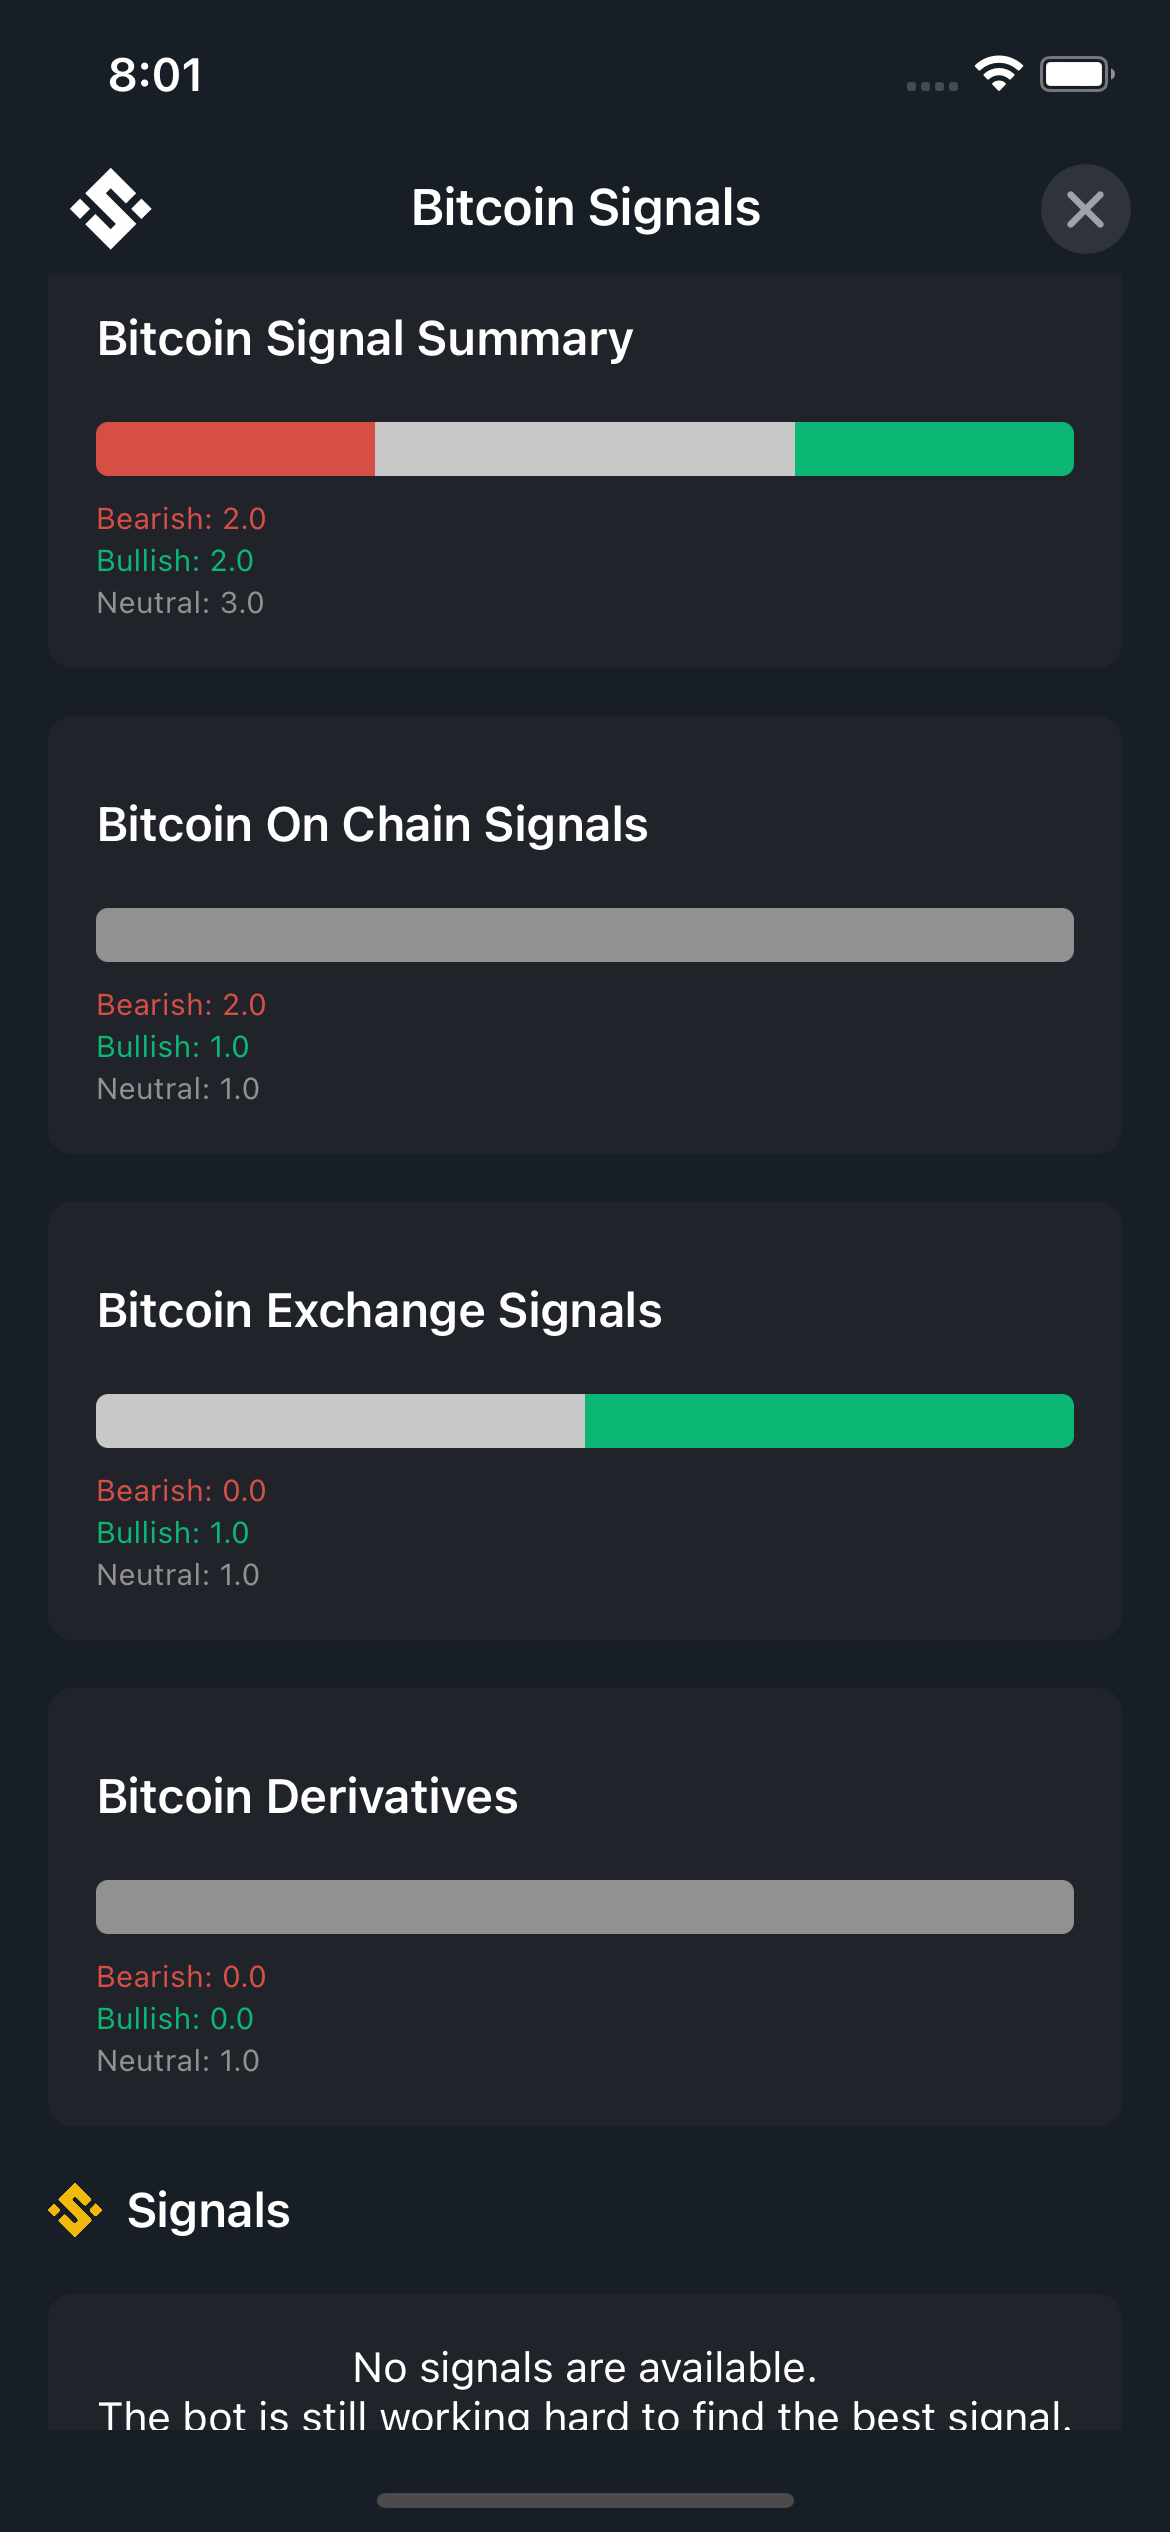 8:01
Bitcoin Signals
Bitcoin Signal Summary
Bearish: 2.0
Bullish: 2.0
Neutral: 3.0
Bitcoin On Chain Signals
Bearish: 2.0
Bullish: 1.0
Neutral: 1.0
Bitcoin Exchange Signals
Bearish: 0.0
Bullish: 1.0
Neutral: 1.0
Bitcoin Derivatives
Bearish: 0.0
Bullish: 0.0
Neutral: 1.0
Signals
No signals are available.
The bot is still working hard to find the best signal.